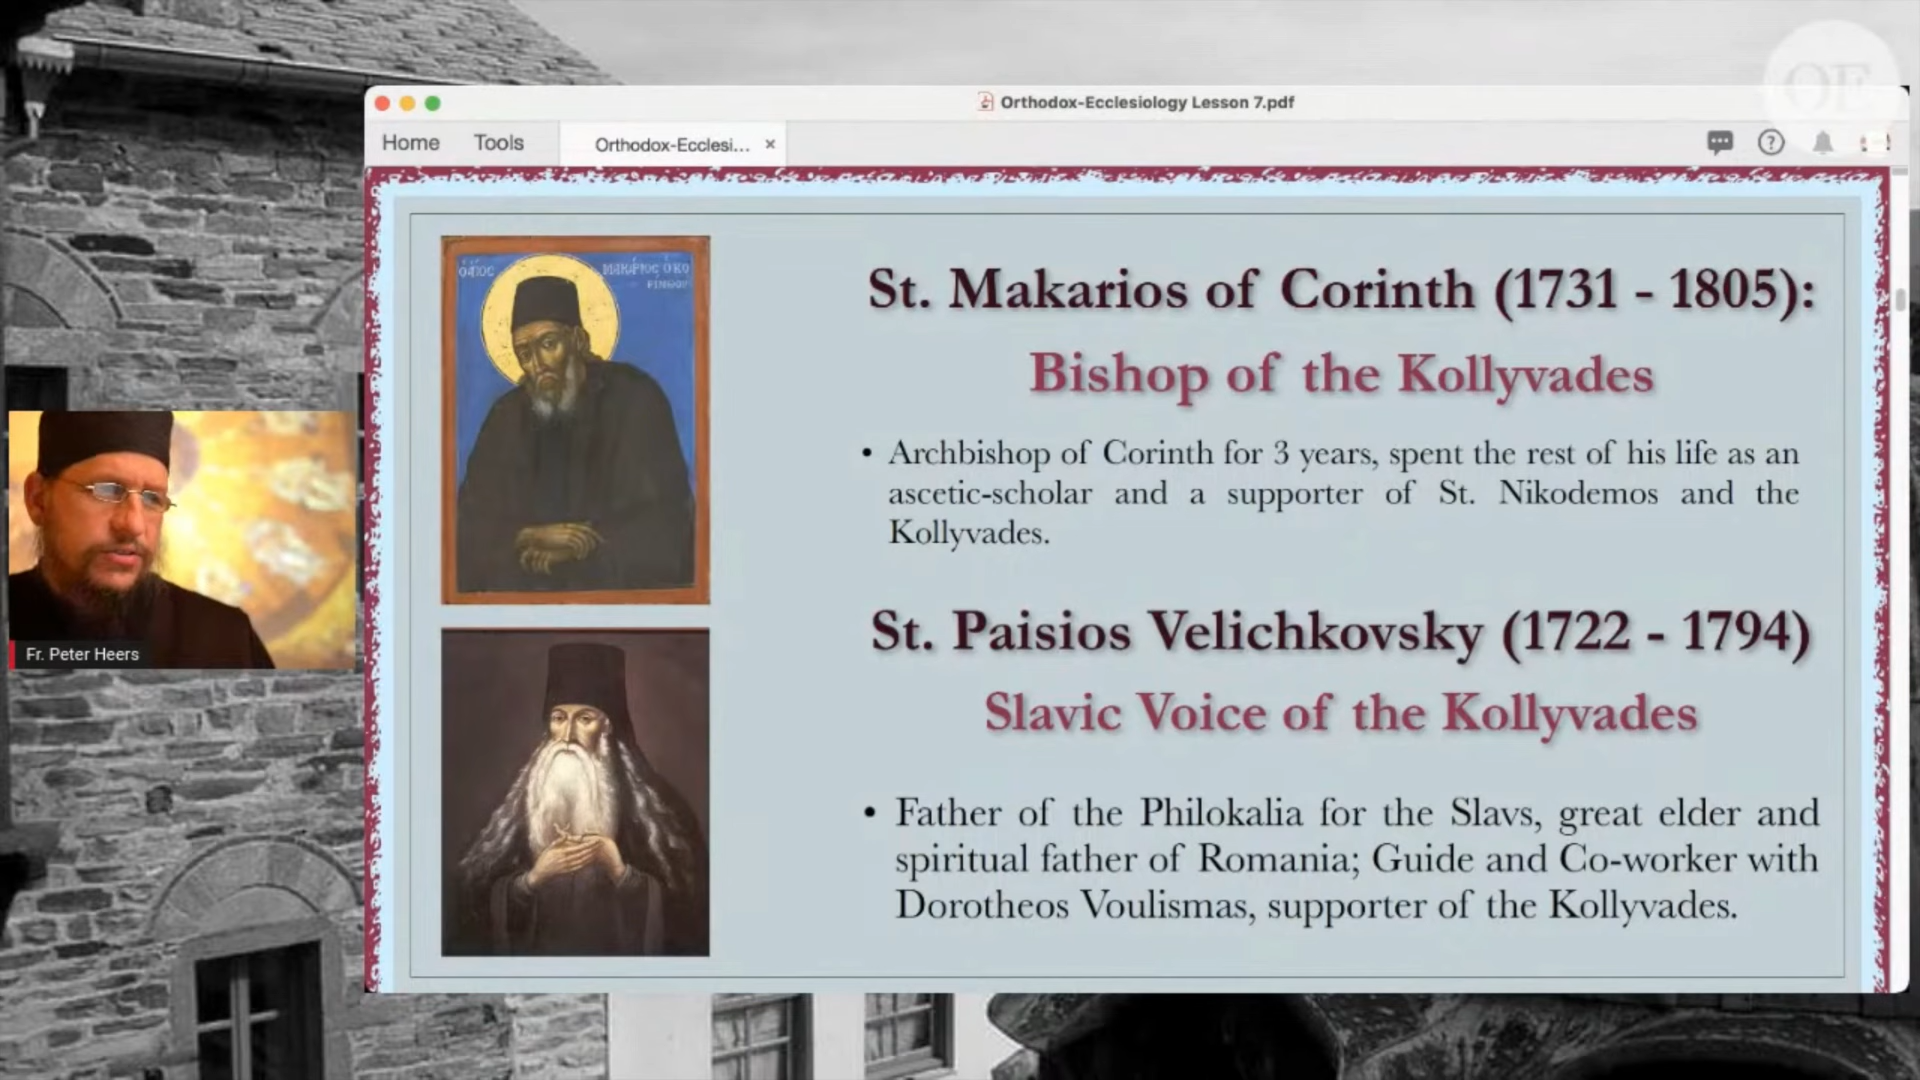 OE
Orthodox-Ecclesiology Lesson 7.pdf
Home Tools Orthodox-Ecclesi... ×
St. Makarios of Corinth (1731 - 1805):
Bishop of the Kollyvades
• Archbishop of Corinth for 3 years, spent the rest of his life as an
ascetic-scholar and a supporter of St. Nikodemos and the
Kollyvades.
Fr. Peter Heers
St. Paisios Velichkovsky (1722 - 1794)
Slavic Voice of the Kollyvades
• Father of the Philokalia for the Slavs, great elder and
spiritual father of Romania; Guide and Co-worker with
Dorotheos Voulismas, supporter of the Kollyvades.